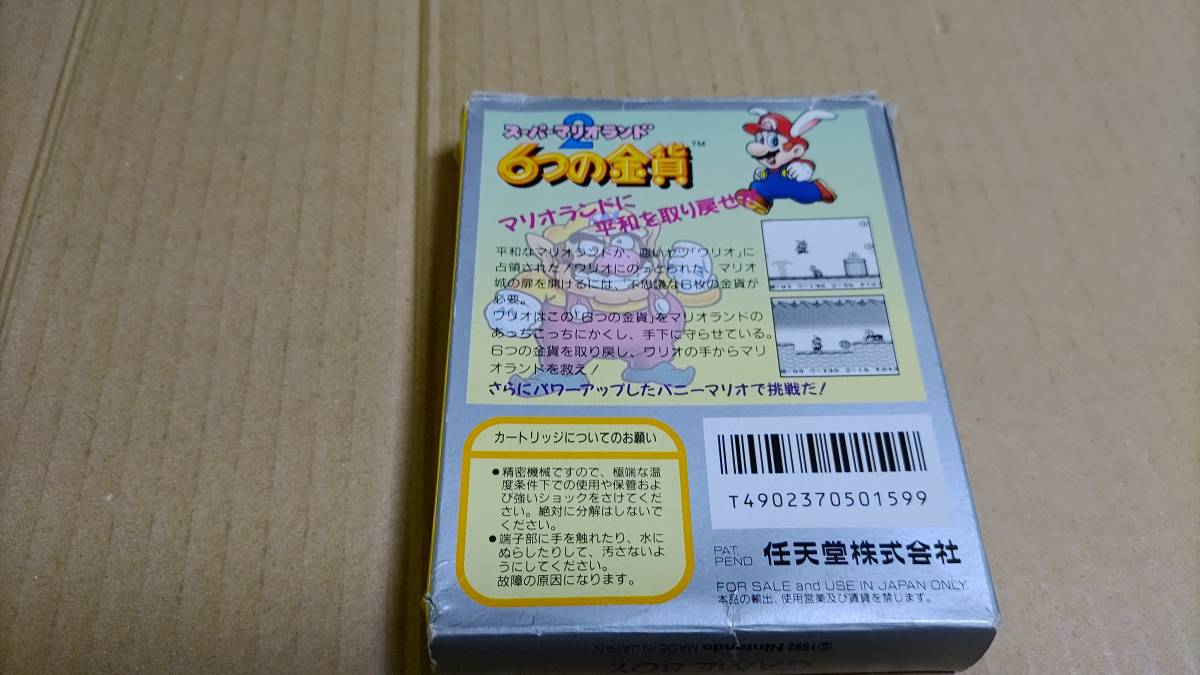 スーパーマリオランド
2
6つの金貨™
マリオランドに
平和を取り戻せ!
平和なマリオランドが、悪いヤツ「ワリオ」に
占領された!ワリオにのっとられた、マリオ
城の扉を開けるには、不思議な6枚の金貨が
必要。
ワリオはこの「6つの金貨」をマリオランドの
あっちこっちにかくし、手下に守らせている。
6つの金貨を取り戻し、ワリオの手からマリ
オランドを救え!
さらにパワーアップしたバニーマリオで挑戦だ!
カートリッジについてのお願い
●精密機械ですので、極端な温
度条件下での使用や保管およ
び強いショックをさけてくだ
さい。絶対に分解はしないで
ください。
●端子部に手を触れたり、水に
ぬらしたりして、汚さないよ
うにしてください。
故障の原因になります。
T4902370501599
PAT.
PEND.
任天堂株式会社
FOR SALE and USE IN JAPAN ONLY.
本品の輸出、使用営業及び賃貸を禁じます。
©1992 Nintendo MADE IN JAPAN
GAME BOY